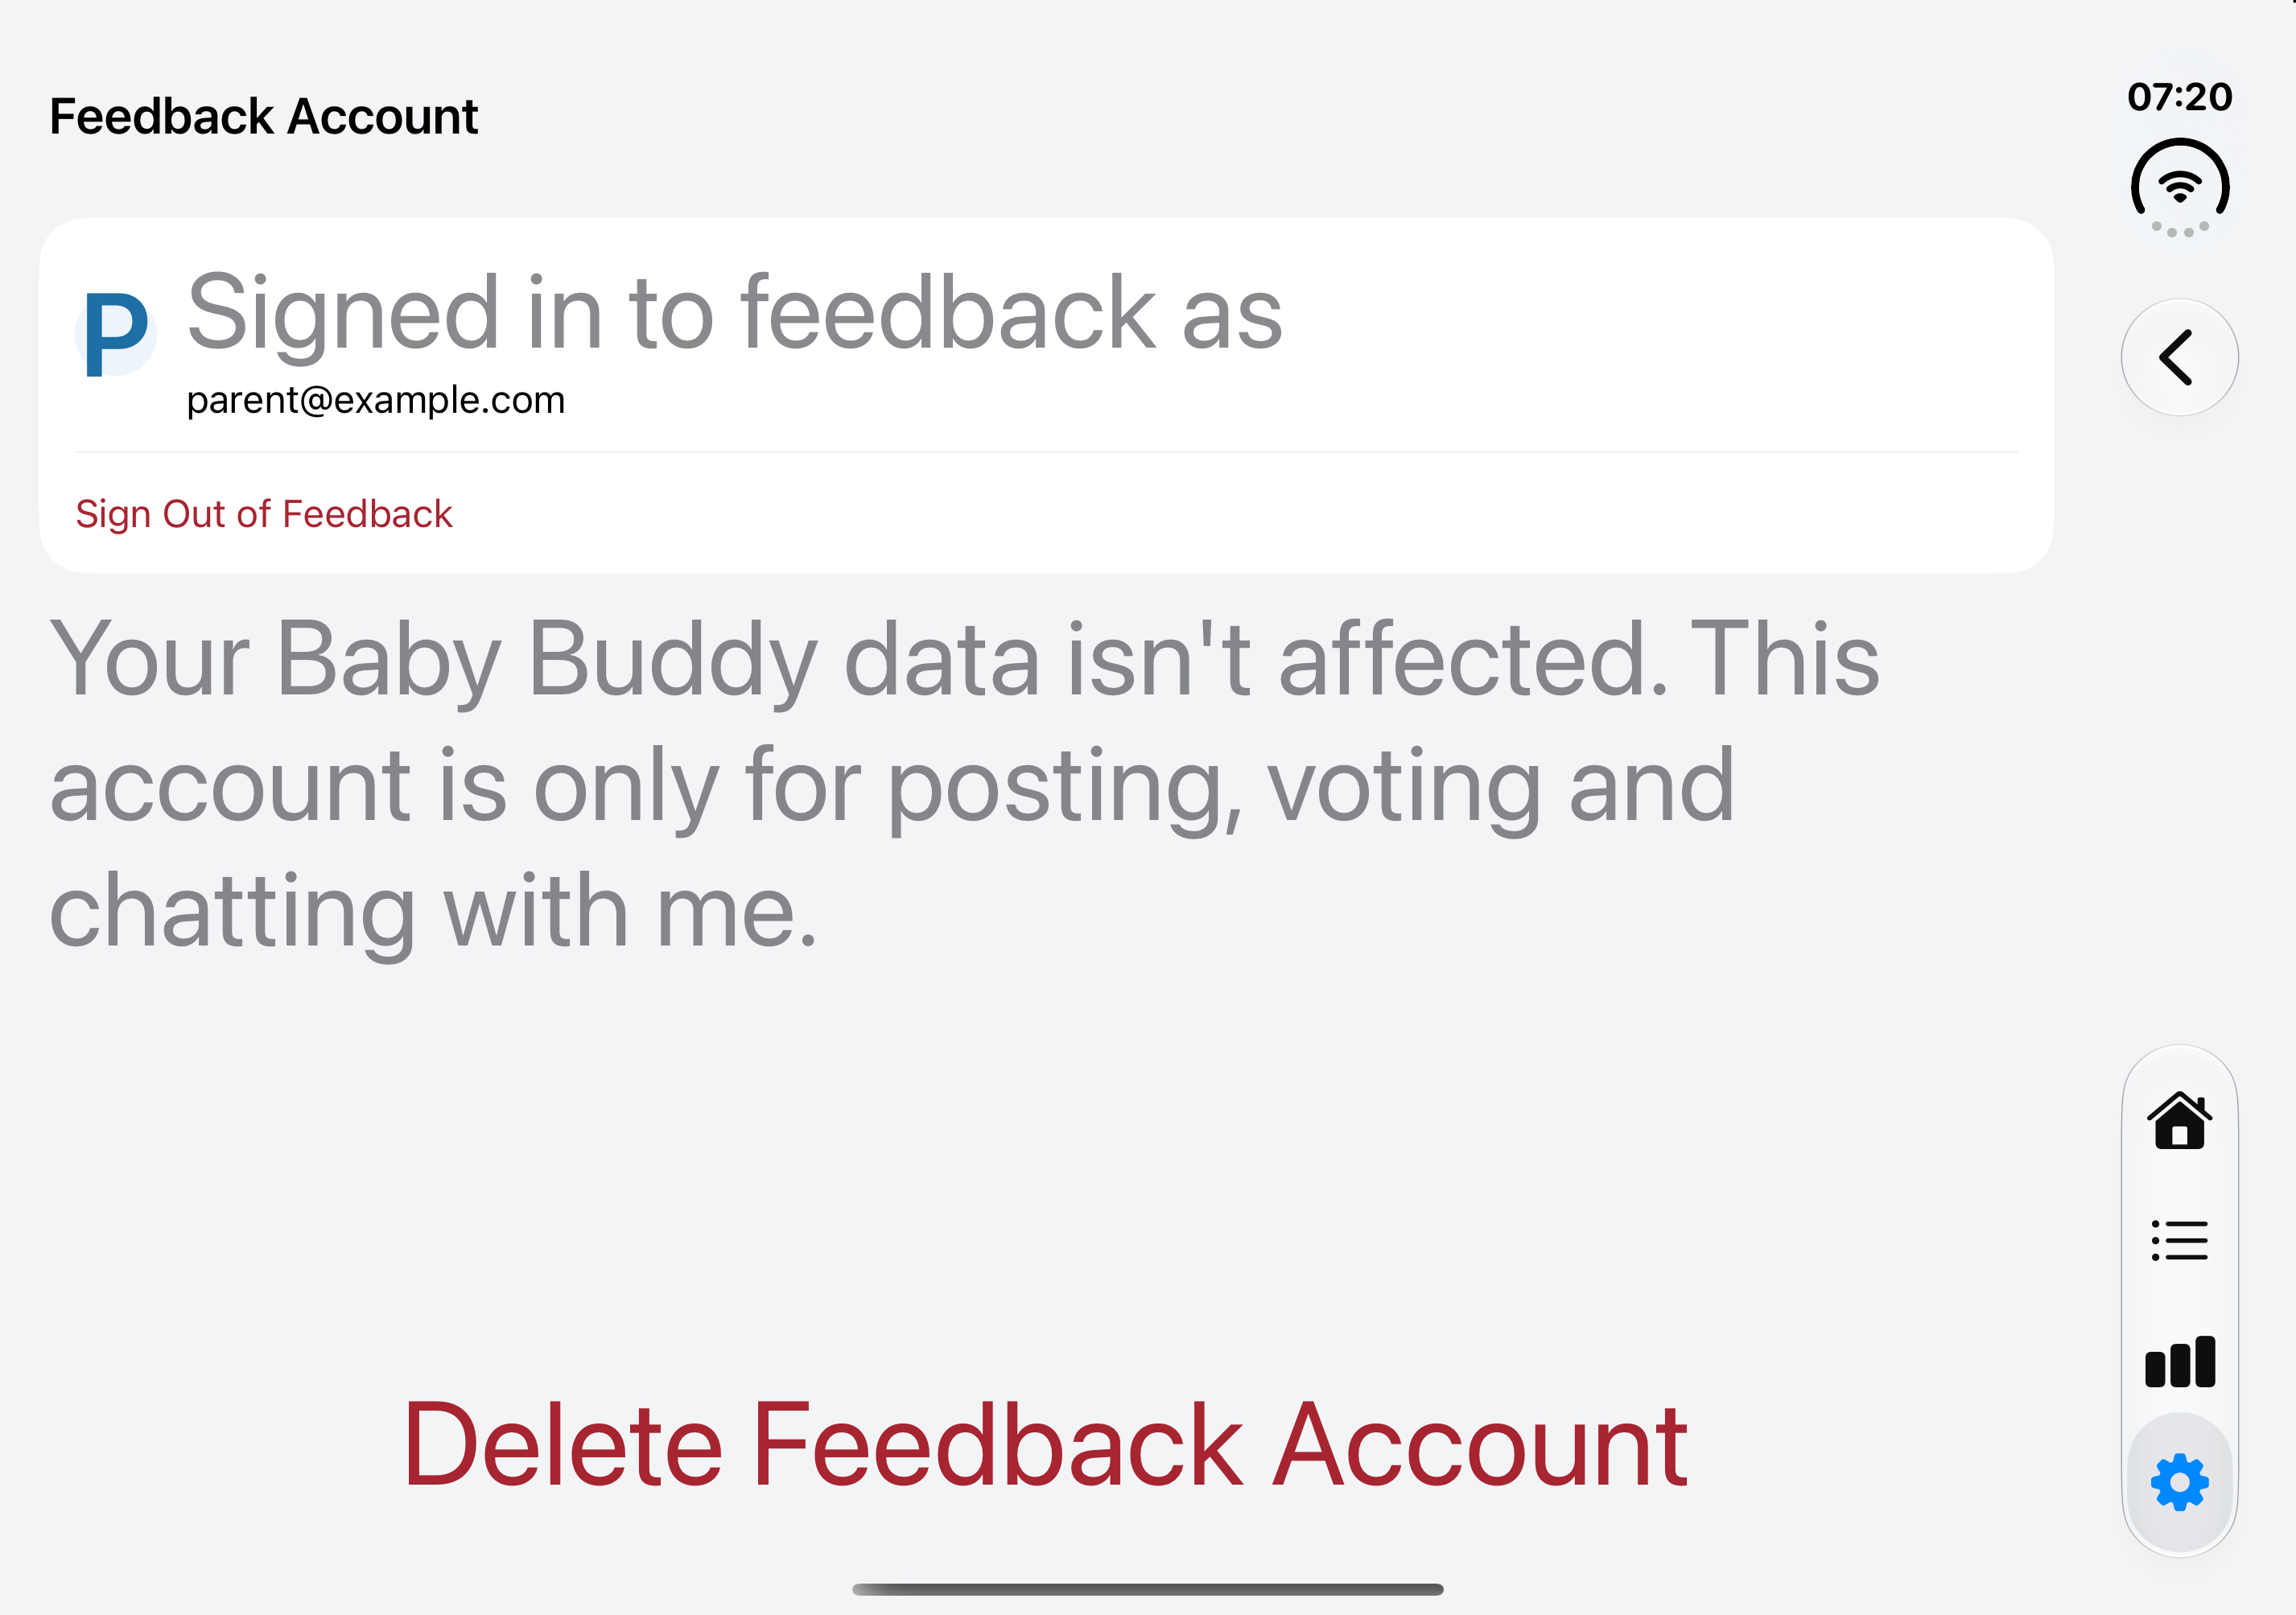 Feedback Account
07:20
P
Signed in to feedback as
parent@example.com
Sign Out of Feedback
Your Baby Buddy data isn't affected. This
account is only for posting, voting and
chatting with me.
Delete Feedback Account